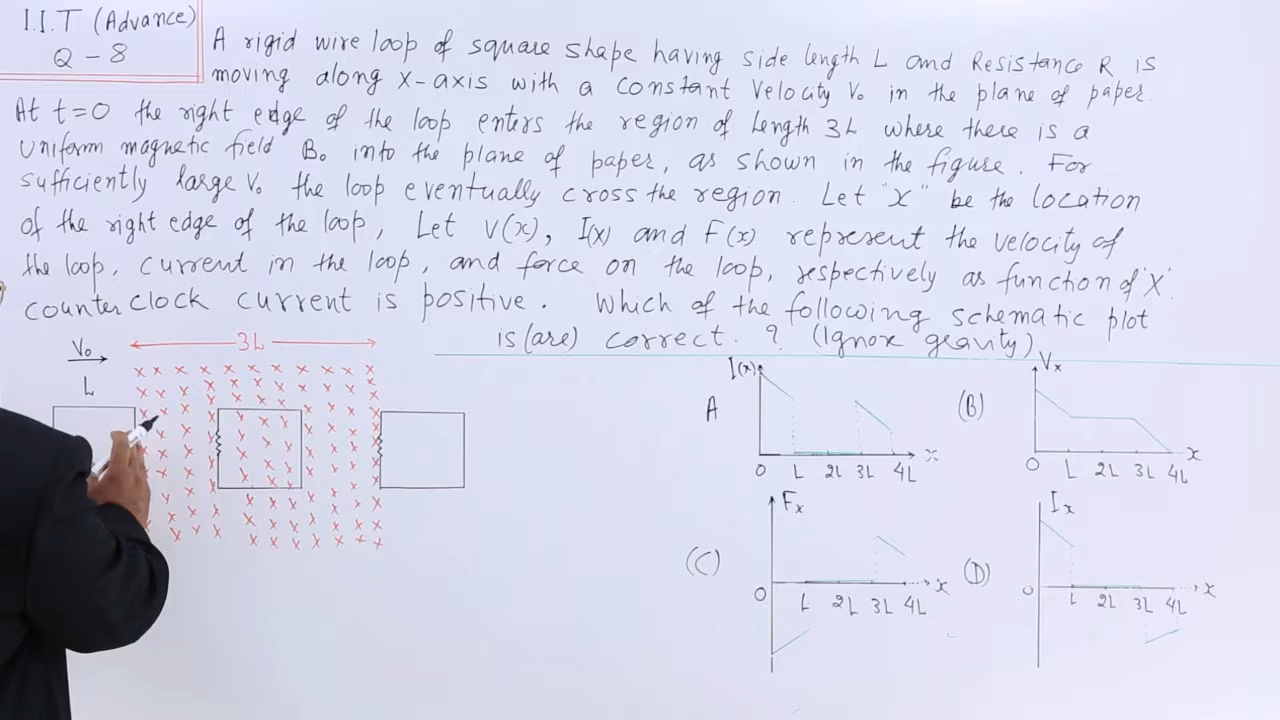 I.I.T (Advance)
Q - 8
A rigid wire loop of square shape having side length L and Resistance R is
moving along x-axis with a constant Velocity V₀ in the plane of paper.
At t=0 the right edge of the loop enters the region of length 3L where there is a
uniform magnetic field B₀ into the plane of paper, as shown in the figure. For
sufficiently large V₀ the loop eventually cross the region. Let "x" be the location
of the right edge of the loop, Let V(x), I(x) and F(x) represent the velocity of
the loop, current in the loop, and force on the loop, respectively as function of 'x'.
counter clock current is positive. Which of the following schematic plot
is(are) correct. ? (Ignore gravity)
V₀
3L
L
A
I(x)
0 L 2L 3L 4L x
(B)
Vx
0 L 2L 3L 4L x
(C)
Fx
0 L 2L 3L 4L x
(D)
Ix
0 L 2L 3L 4L x